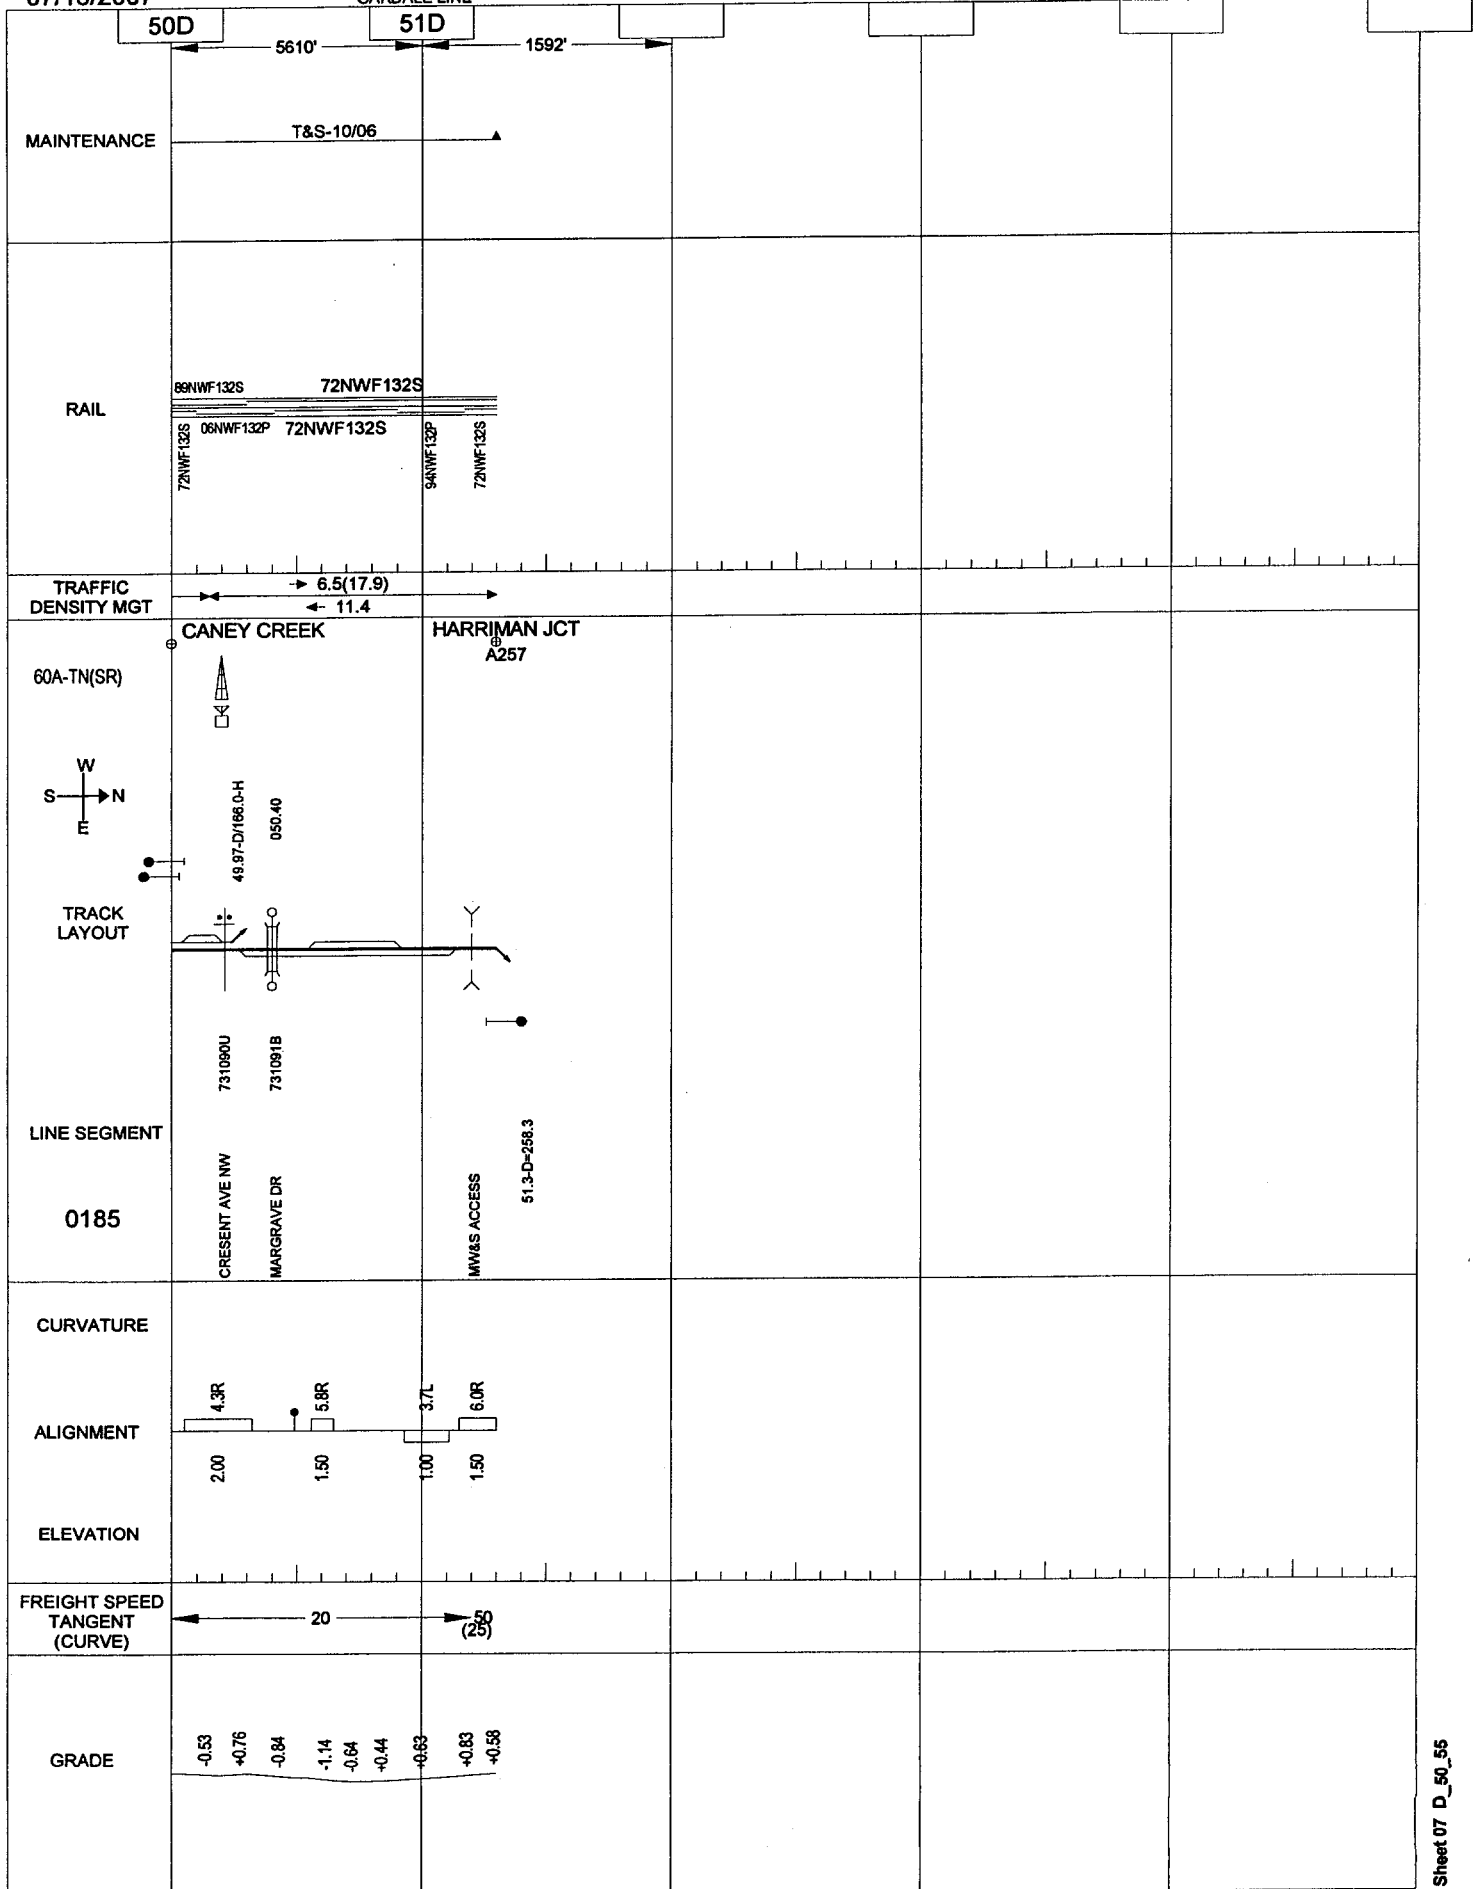 50D
51D
5610'
1592'
MAINTENANCE
T&S-10/06
RAIL
89NWF132S
72NWF132S
72NWF132S
06NWF132P
72NWF132S
94NWF132P
72NWF132S
TRAFFIC
DENSITY MGT
6.5(17.9)
11.4
CANEY CREEK
HARRIMAN JCT
A257
60A-TN(SR)
W
S
N
E
49.97-D/166.0-H
050.40
TRACK
LAYOUT
731090U
731091B
LINE SEGMENT
0185
CRESENT AVE NW
MARGRAVE DR
MW&S ACCESS
51.3-D=258.3
CURVATURE
4.3R
5.8R
3.7L
6.0R
ALIGNMENT
2.00
1.50
1.00
1.50
ELEVATION
FREIGHT SPEED
TANGENT
(CURVE)
20
50
(25)
GRADE
-0.53
+0.76
-0.84
-1.14
-0.64
+0.44
+0.63
+0.83
+0.58
Sheet 07 D_50_55